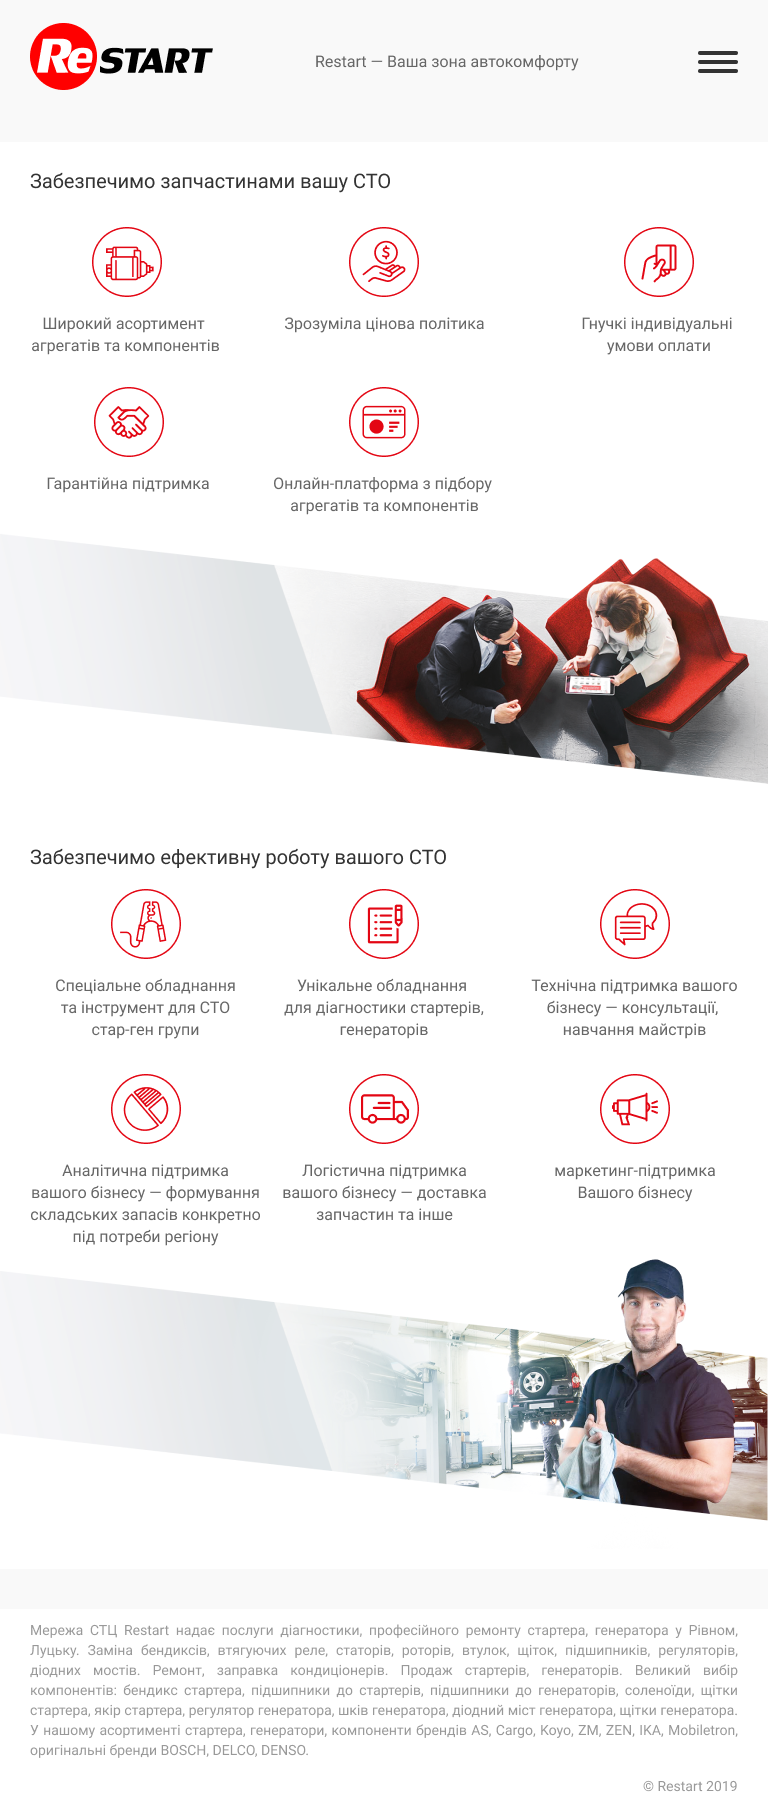 ReSTART
Restart — Ваша зона автокомфорту
Забезпечимо запчастинами вашу СТО
Широкий асортимент
агрегатів та компонентів
Зрозуміла цінова політика
Гнучкі індивідуальні
умови оплати
Гарантійна підтримка
Онлайн-платформа з підбору
агрегатів та компонентів
Забезпечимо ефективну роботу вашого СТО
Спеціальне обладнання
та інструмент для СТО
стар-ген групи
Унікальне обладнання
для діагностики стартерів,
генераторів
Технічна підтримка вашого
бізнесу — консультації,
навчання майстрів
Аналітична підтримка
вашого бізнесу — формування
складських запасів конкретно
під потреби регіону
Логістична підтримка
вашого бізнесу — доставка
запчастин та інше
маркетинг-підтримка
Вашого бізнесу
Мережа СТЦ Restart надає послуги діагностики, професійного ремонту стартера, генератора у Рівном,
Луцьку. Заміна бендиксів, втягуючих реле, статорів, роторів, втулок, щіток, підшипників, регуляторів,
діодних мостів. Ремонт, заправка кондиціонерів. Продаж стартерів, генераторів. Великий вибір
компонентів: бендикс стартера, підшипники до стартерів, підшипники до генераторів, соленоїди, щітки
стартера, якір стартера, регулятор генератора, шків генератора, діодний міст генератора, щітки генератора.
У нашому асортименті стартера, генератори, компоненти брендів AS, Cargo, Koyo, ZM, ZEN, IKA, Mobiletron,
оригінальні бренди BOSCH, DELCO, DENSO.
© Restart 2019